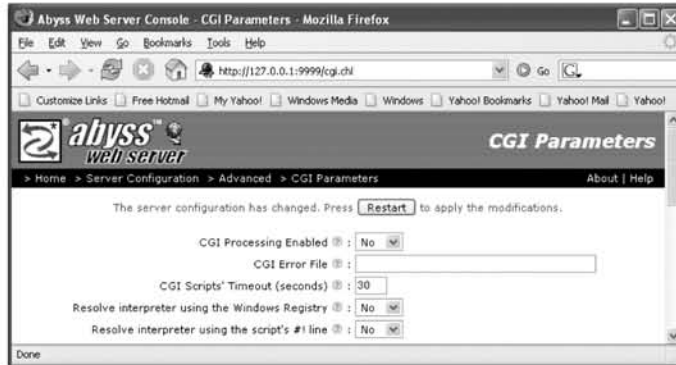 Abyss Web Server Console - CGI Parameters - Mozilla Firefox
File Edit View Go Bookmarks Tools Help
http://127.0.0.1:9999/cgi.chl Go G
Customize Links Free Hotmail My Yahoo! Windows Media Windows Yahoo! Bookmarks Yahoo! Mail Yahoo!
abyss™
web server
CGI Parameters
> Home > Server Configuration > Advanced > CGI Parameters About | Help
The server configuration has changed. Press Restart to apply the modifications.
CGI Processing Enabled ? : No
CGI Error File ? :
CGI Scripts' Timeout (seconds) ? : 30
Resolve interpreter using the Windows Registry ? : No
Resolve interpreter using the script's #! line ? : No
Done